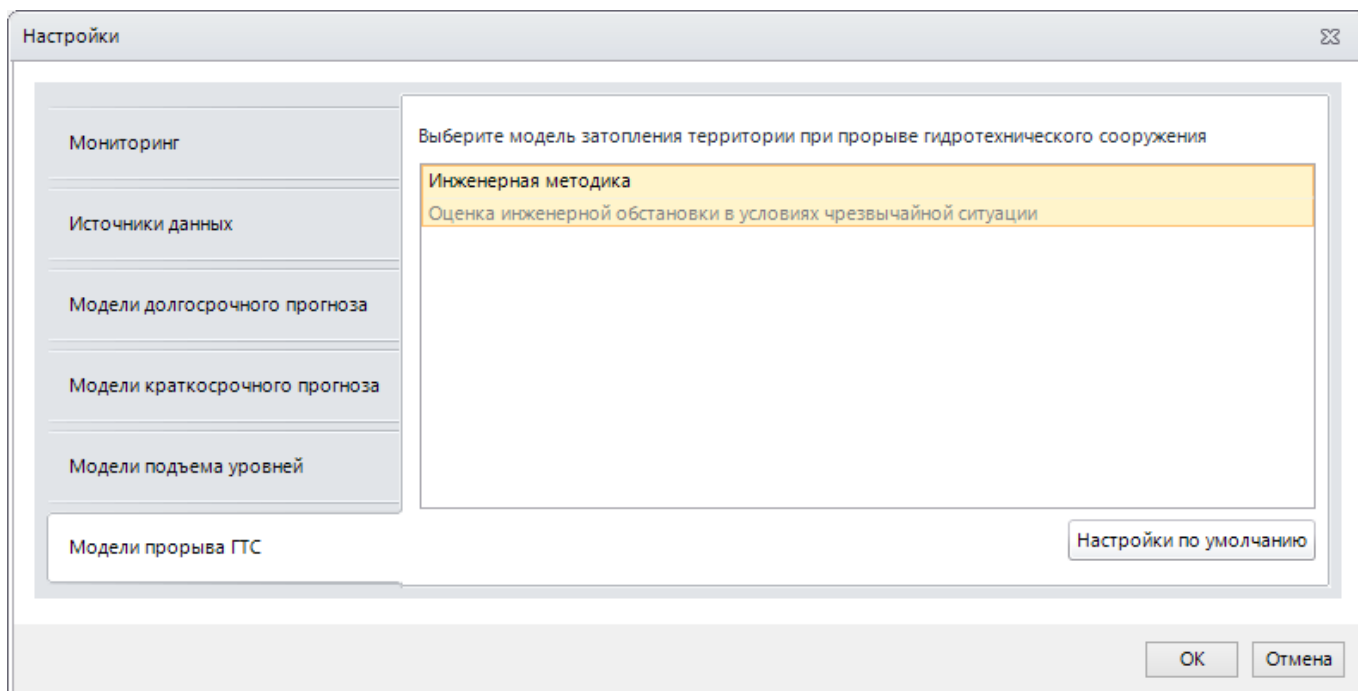 Настройки
Мониторинг
Источники данных
Модели долгосрочного прогноза
Модели краткосрочного прогноза
Модели подъема уровней
Модели прорыва ГТС
Выберите модель затопления территории при прорыве гидротехнического сооружения
Инженерная методика
Оценка инженерной обстановки в условиях чрезвычайной ситуации
Настройки по умолчанию
ОК
Отмена